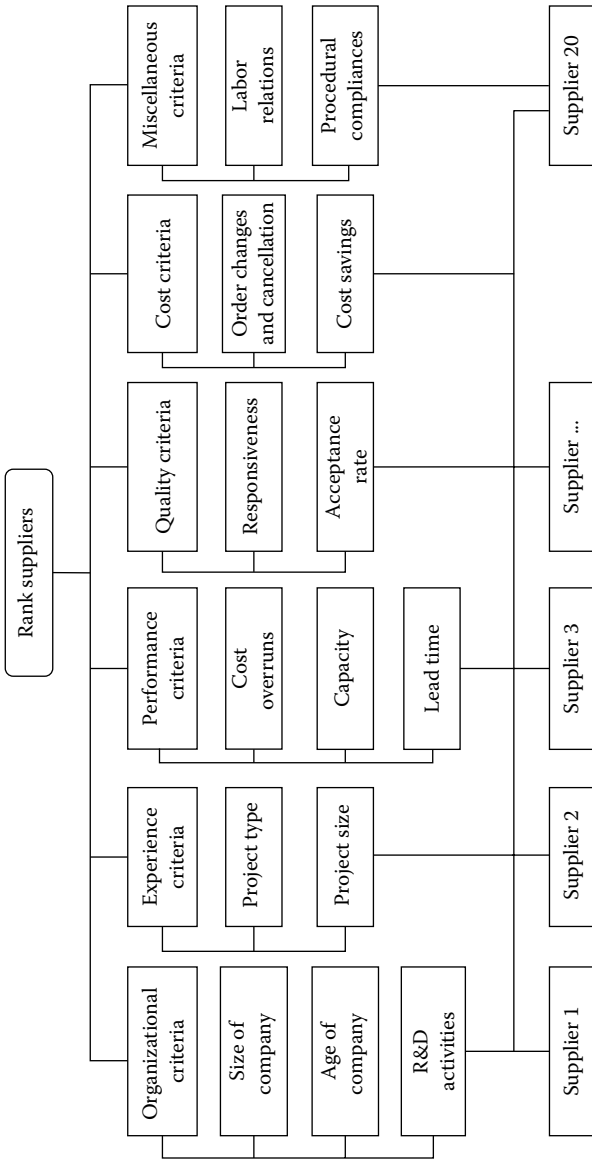 Rank suppliers
Organizational
criteria
Size of
company
Age of
company
R&D
activities
Experience
criteria
Project type
Project size
Performance
criteria
Cost
overruns
Capacity
Lead time
Quality criteria
Responsiveness
Acceptance
rate
Cost criteria
Order changes
and cancellation
Cost savings
Miscellaneous
criteria
Labor
relations
Procedural
compliances
Supplier 1
Supplier 2
Supplier 3
Supplier ...
Supplier 20